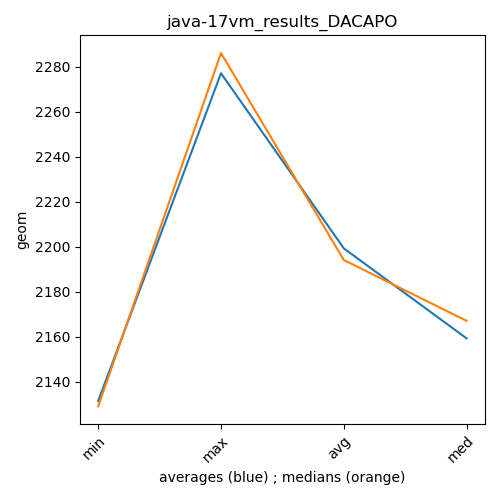 java-17vm_results_DACAPO
2280
2260
2240
2220
2200
2180
2160
2140
geom
min
max
avg
med
averages (blue) ; medians (orange)